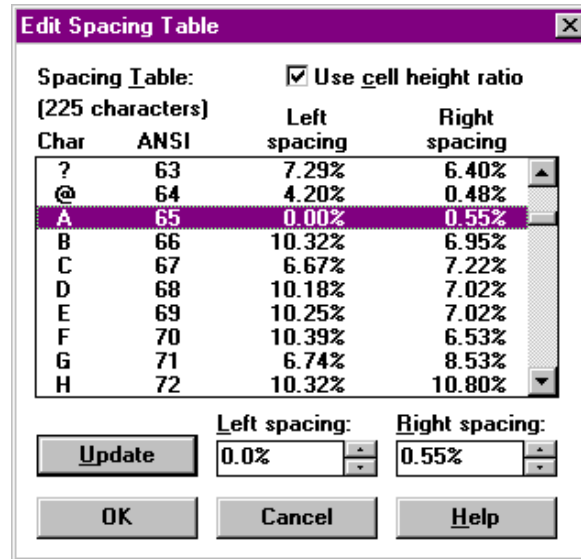 Edit Spacing Table
Spacing Table: Use cell height ratio
(225 characters) Left Right
Char ANSI spacing spacing
? 63 7.29% 6.40%
@ 64 4.20% 0.48%
A 65 0.00% 0.55%
B 66 10.32% 6.95%
C 67 6.67% 7.22%
D 68 10.18% 7.02%
E 69 10.25% 7.02%
F 70 10.39% 6.53%
G 71 6.74% 8.53%
H 72 10.32% 10.80%
Left spacing: Right spacing:
Update 0.0% 0.55%
OK Cancel Help